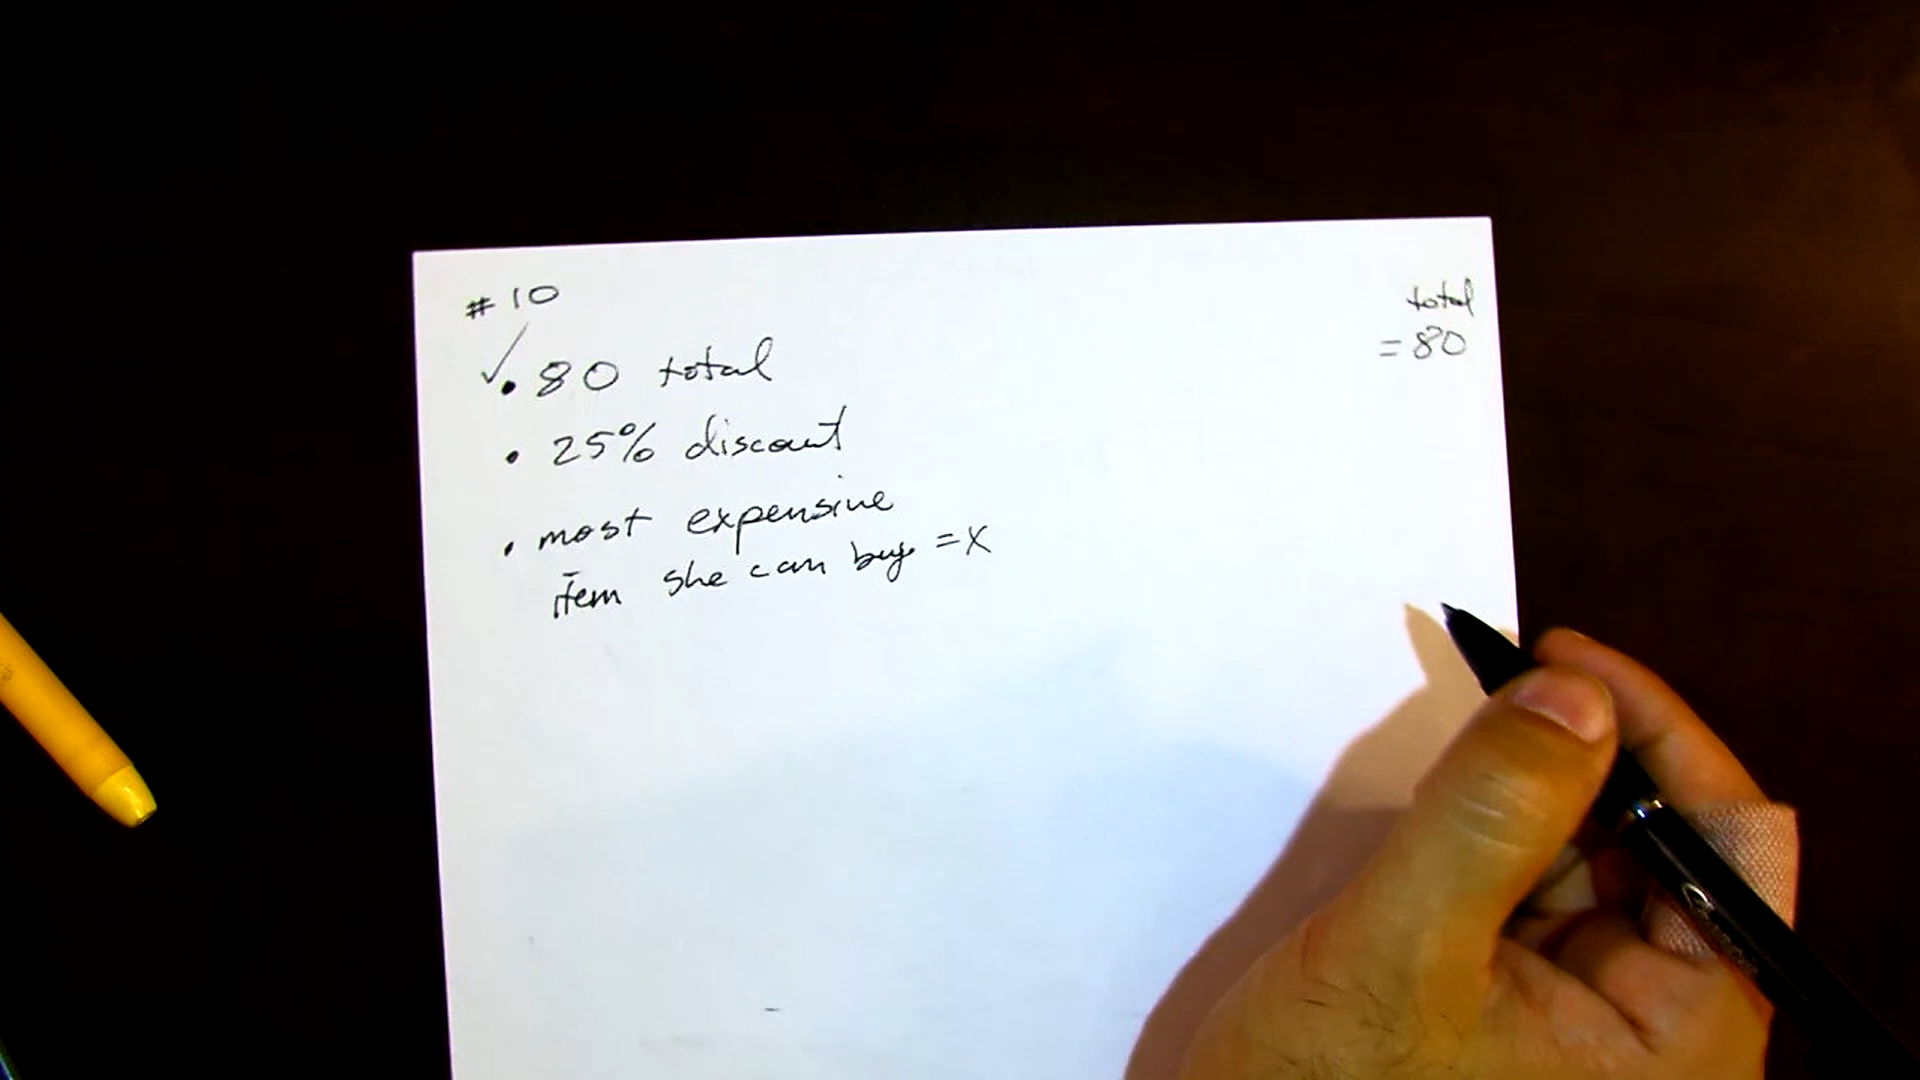 #10
✓• 80 total
• 25% discount
• most expensive
item she can buy = x
total
= 80